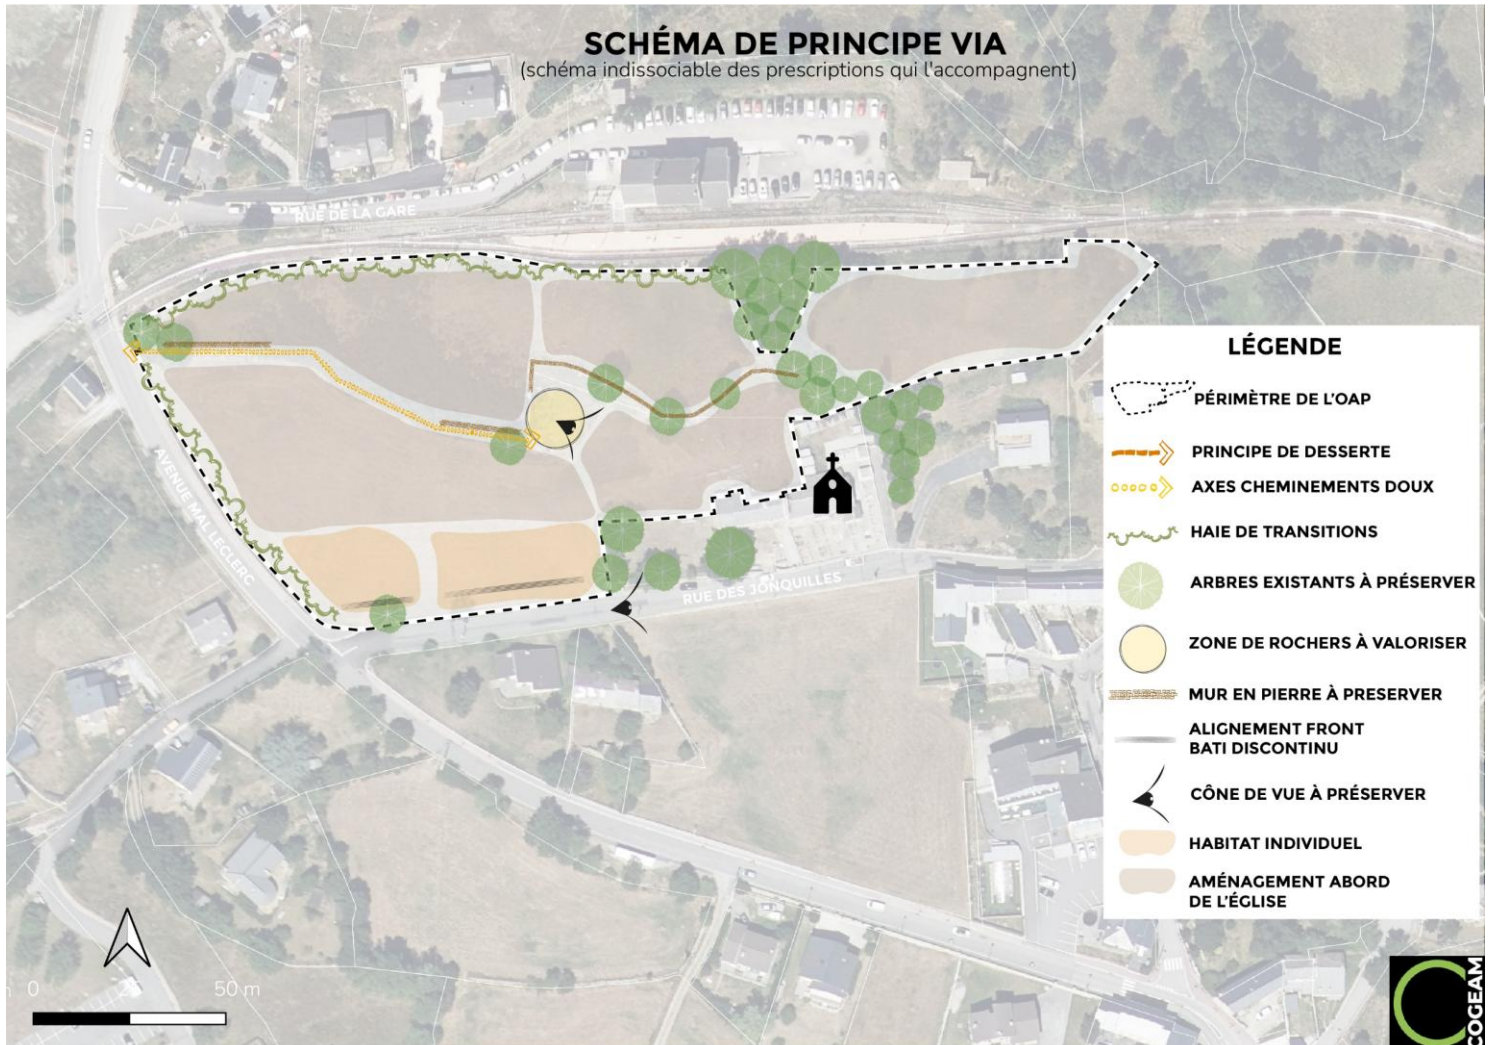 SCHÉMA DE PRINCIPE VIA
(schéma indissociable des prescriptions qui l'accompagnent)
RUE DE LA GARE
AVENUE MAL LECLERC
RUE DES JONQUILLES
LÉGENDE
PÉRIMÈTRE DE L'OAP
PRINCIPE DE DESSERTE
AXES CHEMINEMENTS DOUX
HAIE DE TRANSITIONS
ARBRES EXISTANTS À PRÉSERVER
ZONE DE ROCHERS À VALORISER
MUR EN PIERRE À PRESERVER
ALIGNEMENT FRONT
BATI DISCONTINU
CÔNE DE VUE À PRÉSERVER
HABITAT INDIVIDUEL
AMÉNAGEMENT ABORD
DE L'ÉGLISE
0 50 m
COGEAM